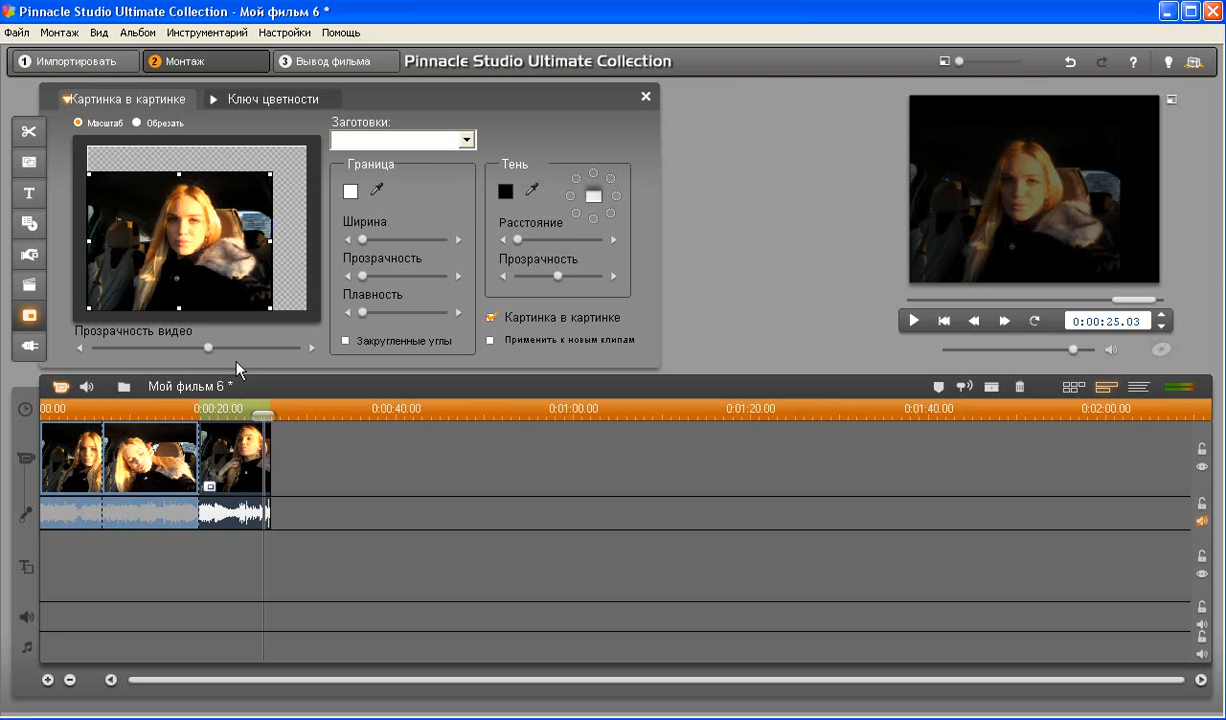 Pinnacle Studio Ultimate Collection - Мой фильм 6 *
Файл Монтаж Вид Альбом Инструментарий Настройки Помощь
1 Импортировать 2 Монтаж 3 Вывод фильма Pinnacle Studio Ultimate Collection
Картинка в картинке Ключ цветности
Масштаб Обрезать
Заготовки:
Граница Тень
Ширина Расстояние
Прозрачность Прозрачность
Плавность
Картинка в картинке
Прозрачность видео
Закругленные углы Применить к новым клипам
0:00:25.03
Мой фильм 6 *
00.00 0:00:20.00 0:00:40.00 0:01:00.00 0:01:20.00 0:01:40.00 0:02:00.00
T